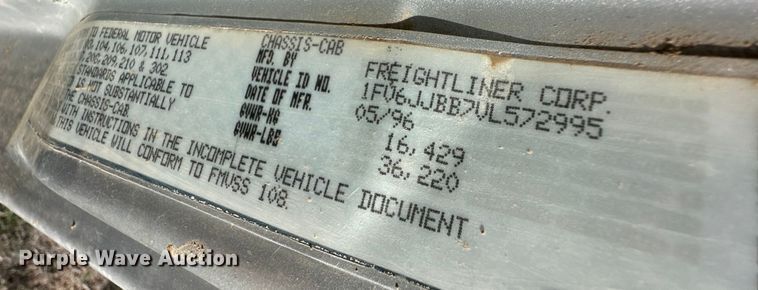 TO FEDERAL MOTOR VEHICLE
104,106,107,111,113
202,209,210 & 302
STANDARDS APPLICABLE TO
IS NOT SUBSTANTIALLY
CHASSIS-CAB
WITH INSTRUCTIONS IN THE INCOMPLETE VEHICLE DOCUMENT
THIS VEHICLE WILL CONFORM TO FMVSS 108.
CHASSIS-CAB
MFD. BY FREIGHTLINER CORP.
VEHICLE ID NO. 1FV6JJBB7VL572995
DATE OF MFR. 05/96
GVWR-KG 16,429
GVWR-LBS 36,220
Purple Wave Auction